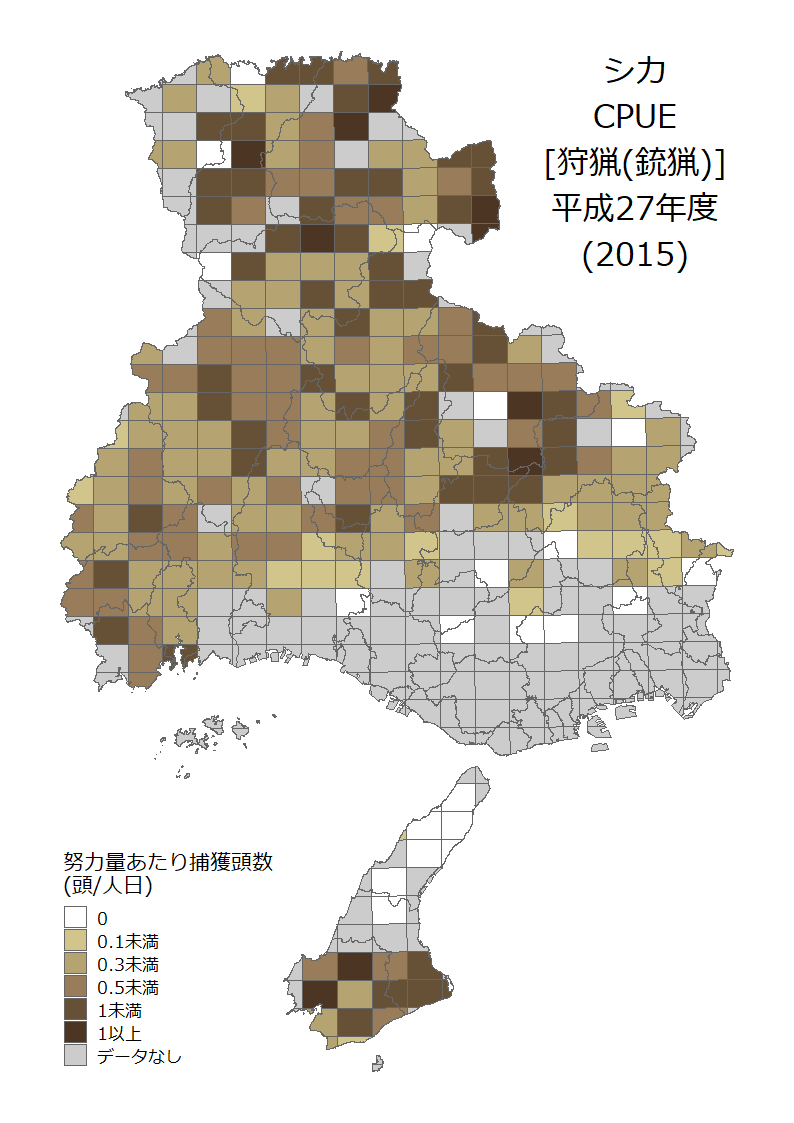 シカ
CPUE
[狩猟(銃猟)]
平成27年度
(2015)
努力量あたり捕獲頭数
(頭/人日)
0
0.1未満
0.3未満
0.5未満
1未満
1以上
データなし